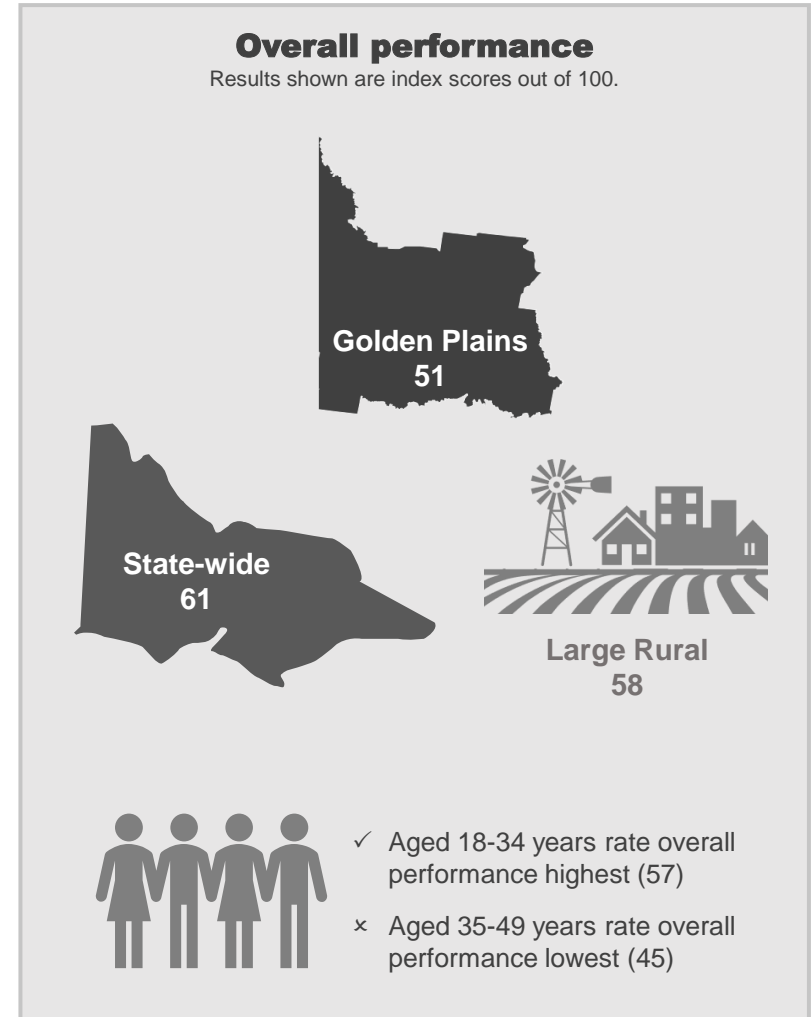 Overall performance
Results shown are index scores out of 100.
Golden Plains
51
State-wide
61
Large Rural
58
✓ Aged 18-34 years rate overall
performance highest (57)
× Aged 35-49 years rate overall
performance lowest (45)